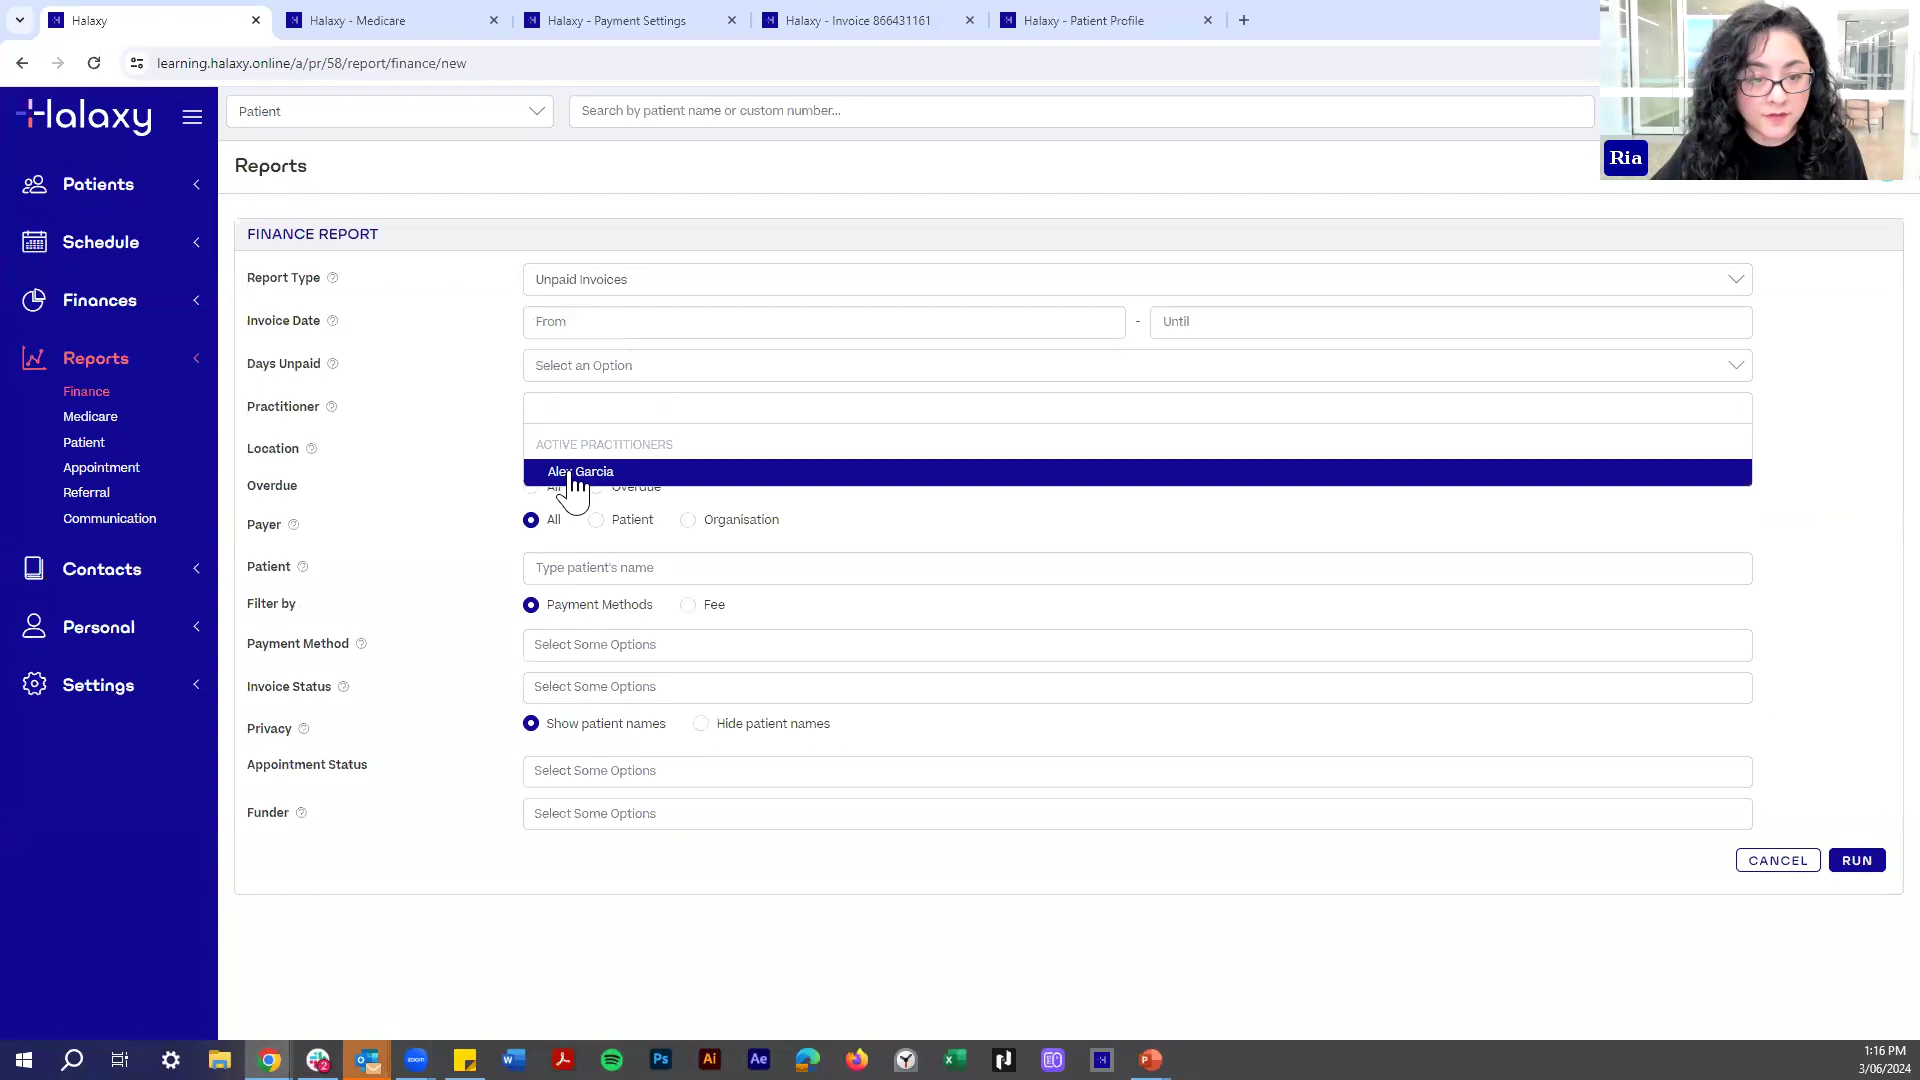 Halaxy
Halaxy - Medicare
Halaxy - Payment Settings
Halaxy - Invoice 866431161
Halaxy - Patient Profile
learning.halaxy.online/a/pr/58/report/finance/new
Halaxy
Patient
Search by patient name or custom number...
Ria
Reports
Patients
Schedule
Finances
Reports
Finance
Medicare
Patient
Appointment
Referral
Communication
Contacts
Personal
Settings
FINANCE REPORT
Report Type
Unpaid Invoices
Invoice Date
From
-
Until
Days Unpaid
Select an Option
Practitioner
ACTIVE PRACTITIONERS
Alex Garcia
Location
Overdue
All
Overdue
Payer
All
Patient
Organisation
Patient
Type patient's name
Filter by
Payment Methods
Fee
Payment Method
Select Some Options
Invoice Status
Select Some Options
Privacy
Show patient names
Hide patient names
Appointment Status
Select Some Options
Funder
Select Some Options
CANCEL
RUN
1:16 PM
3/06/2024